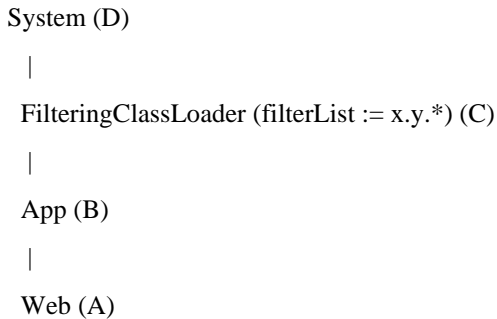 System (D)
|
FilteringClassLoader (filterList := x.y.*) (C)
|
App (B)
|
Web (A)